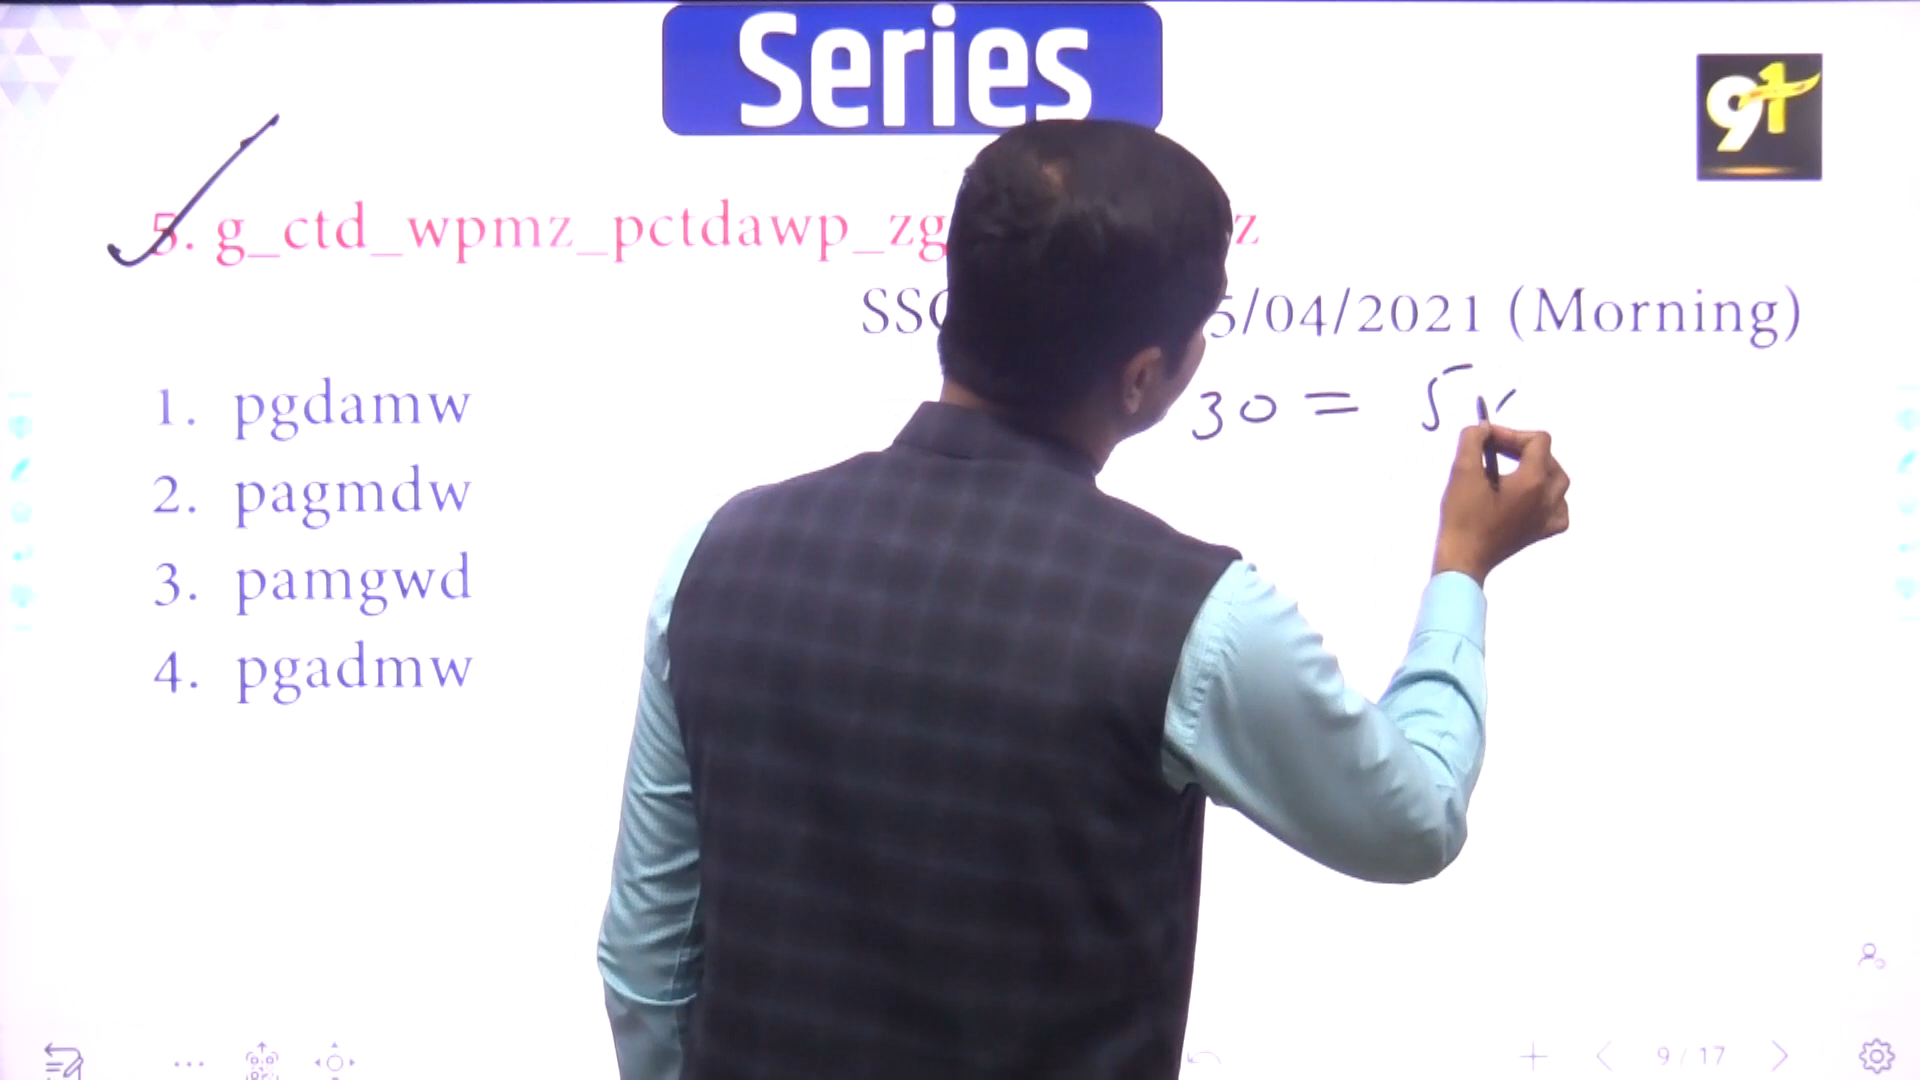 Series
91
5. g_ctd_wpmz_pctdawp_zg z
5/04/2021 (Morning)
30 = 5
1. pgdamw
2. pagmdw
3. pamgwd
4. pgadmw
9 / 17